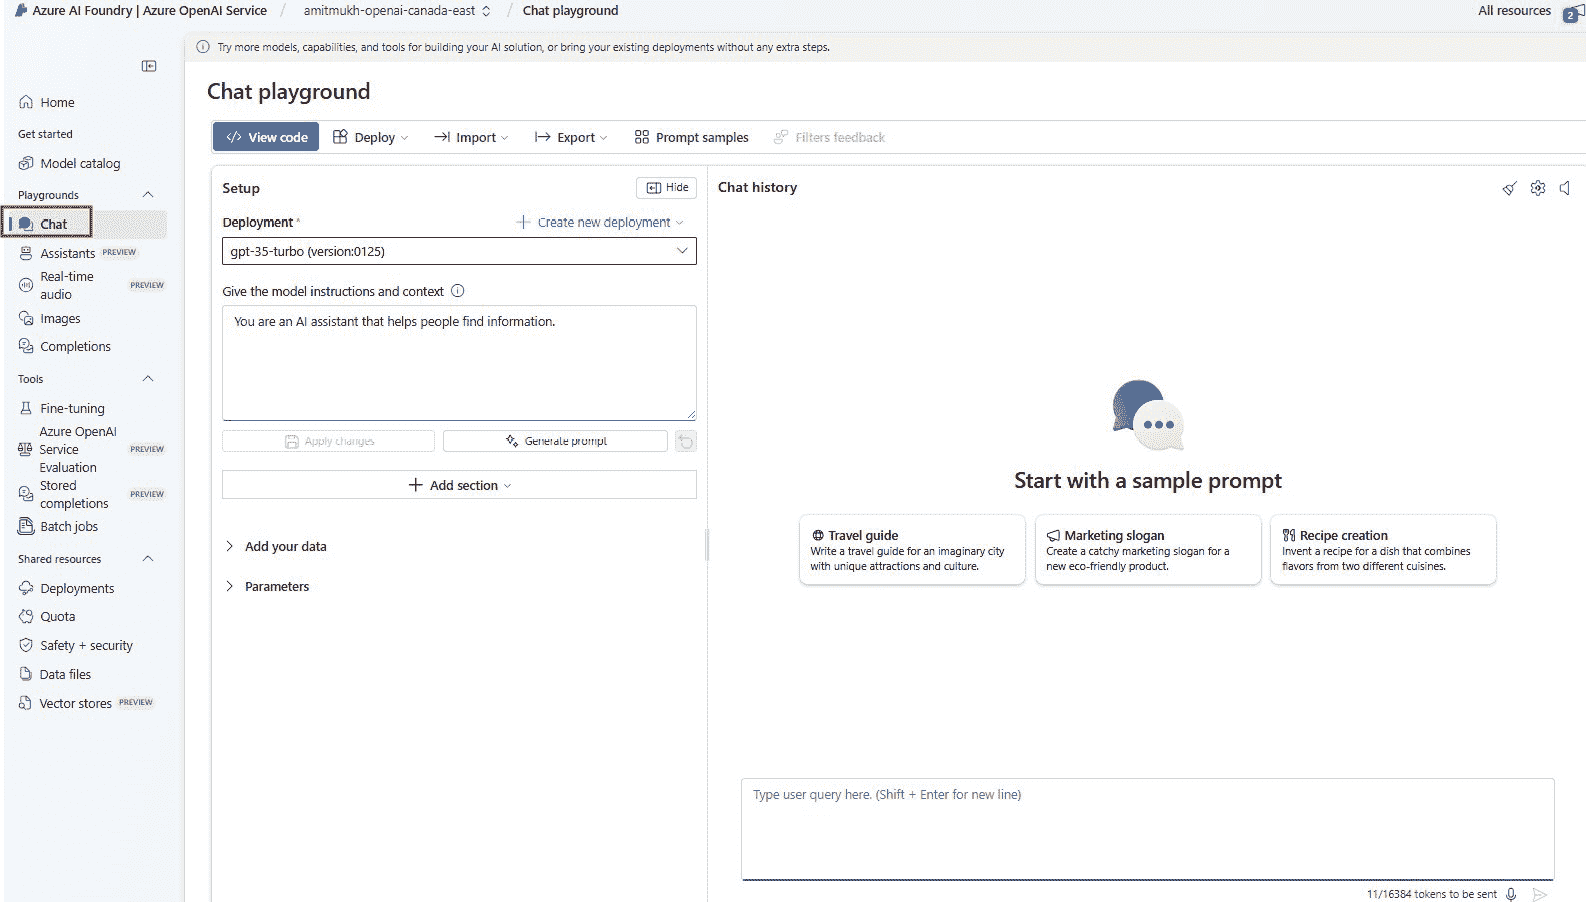 Azure AI Foundry | Azure OpenAI Service / amitmukh-openai-canada-east / Chat playground
All resources 2
Try more models, capabilities, and tools for building your AI solution, or bring your existing deployments without any extra steps.
Home
Get started
Model catalog
Playgrounds
Chat
Assistants PREVIEW
Real-time
audio PREVIEW
Images
Completions
Tools
Fine-tuning
Azure OpenAI
Service PREVIEW
Evaluation
Stored
completions PREVIEW
Batch jobs
Shared resources
Deployments
Quota
Safety + security
Data files
Vector stores PREVIEW
Chat playground
View code Deploy Import Export Prompt samples Filters feedback
Setup Hide
Deployment * Create new deployment
gpt-35-turbo (version:0125)
Give the model instructions and context
You are an AI assistant that helps people find information.
Apply changes Generate prompt
Add section
Add your data
Parameters
Chat history
Start with a sample prompt
Travel guide
Write a travel guide for an imaginary city
with unique attractions and culture.
Marketing slogan
Create a catchy marketing slogan for a
new eco-friendly product.
Recipe creation
Invent a recipe for a dish that combines
flavors from two different cuisines.
Type user query here. (Shift + Enter for new line)
11/16384 tokens to be sent